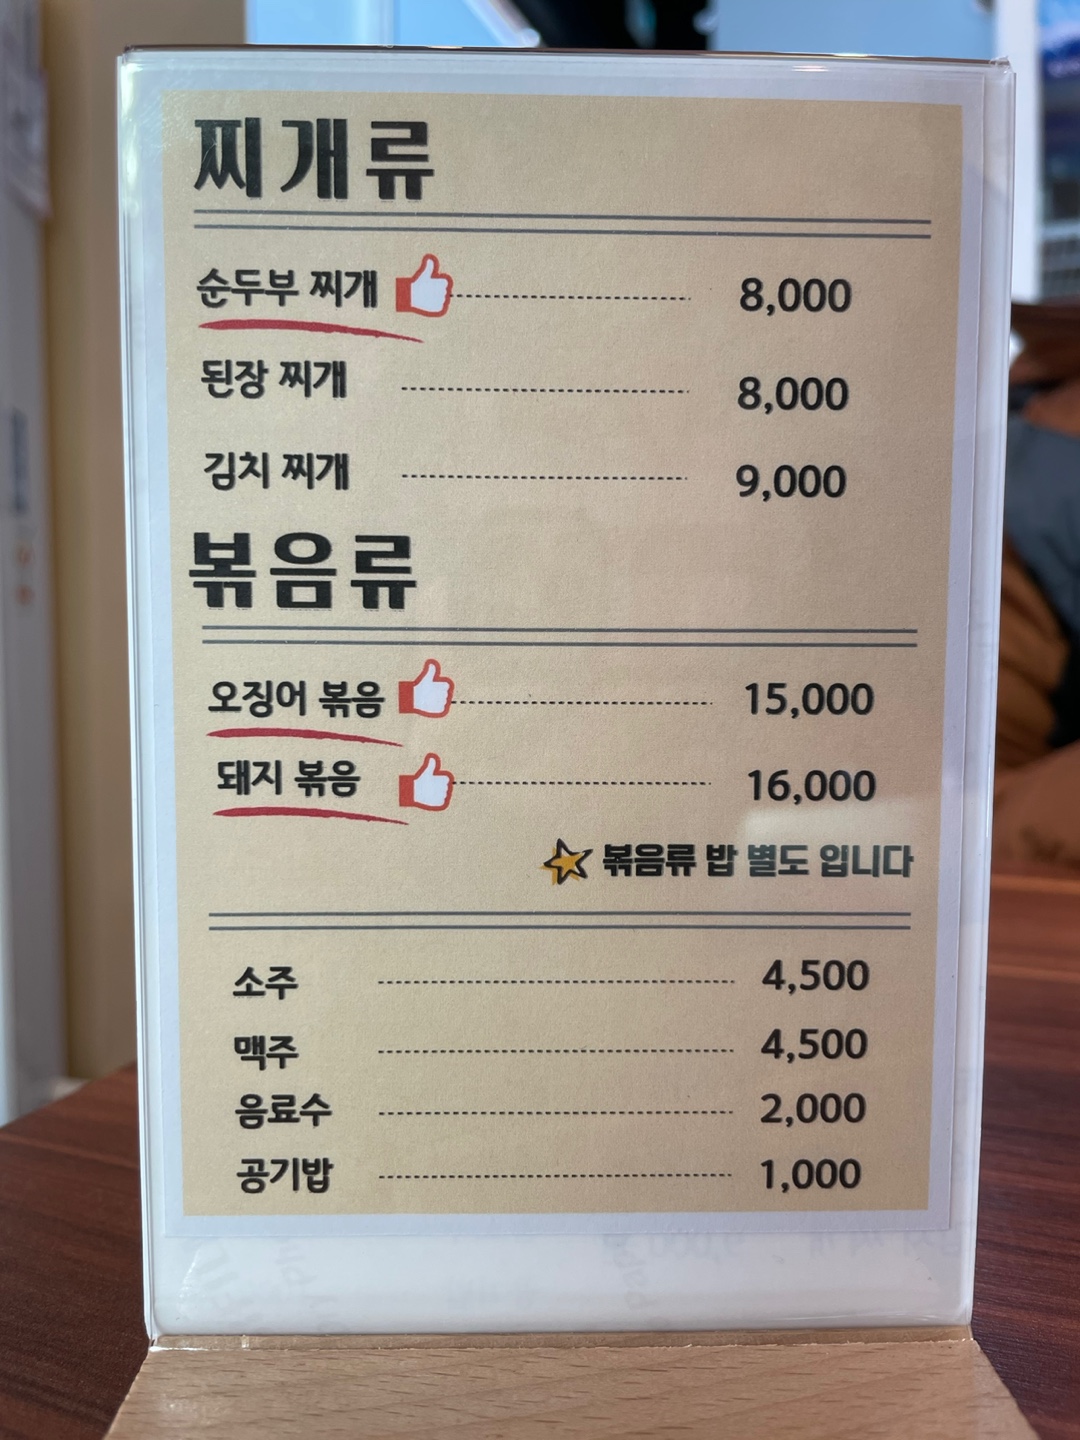 찌개류
순두부 찌개 8,000
된장 찌개 8,000
김치 찌개 9,000
볶음류
오징어 볶음 15,000
돼지 볶음 16,000
볶음류 밥 별도 입니다
소주 4,500
맥주 4,500
음료수 2,000
공기밥 1,000